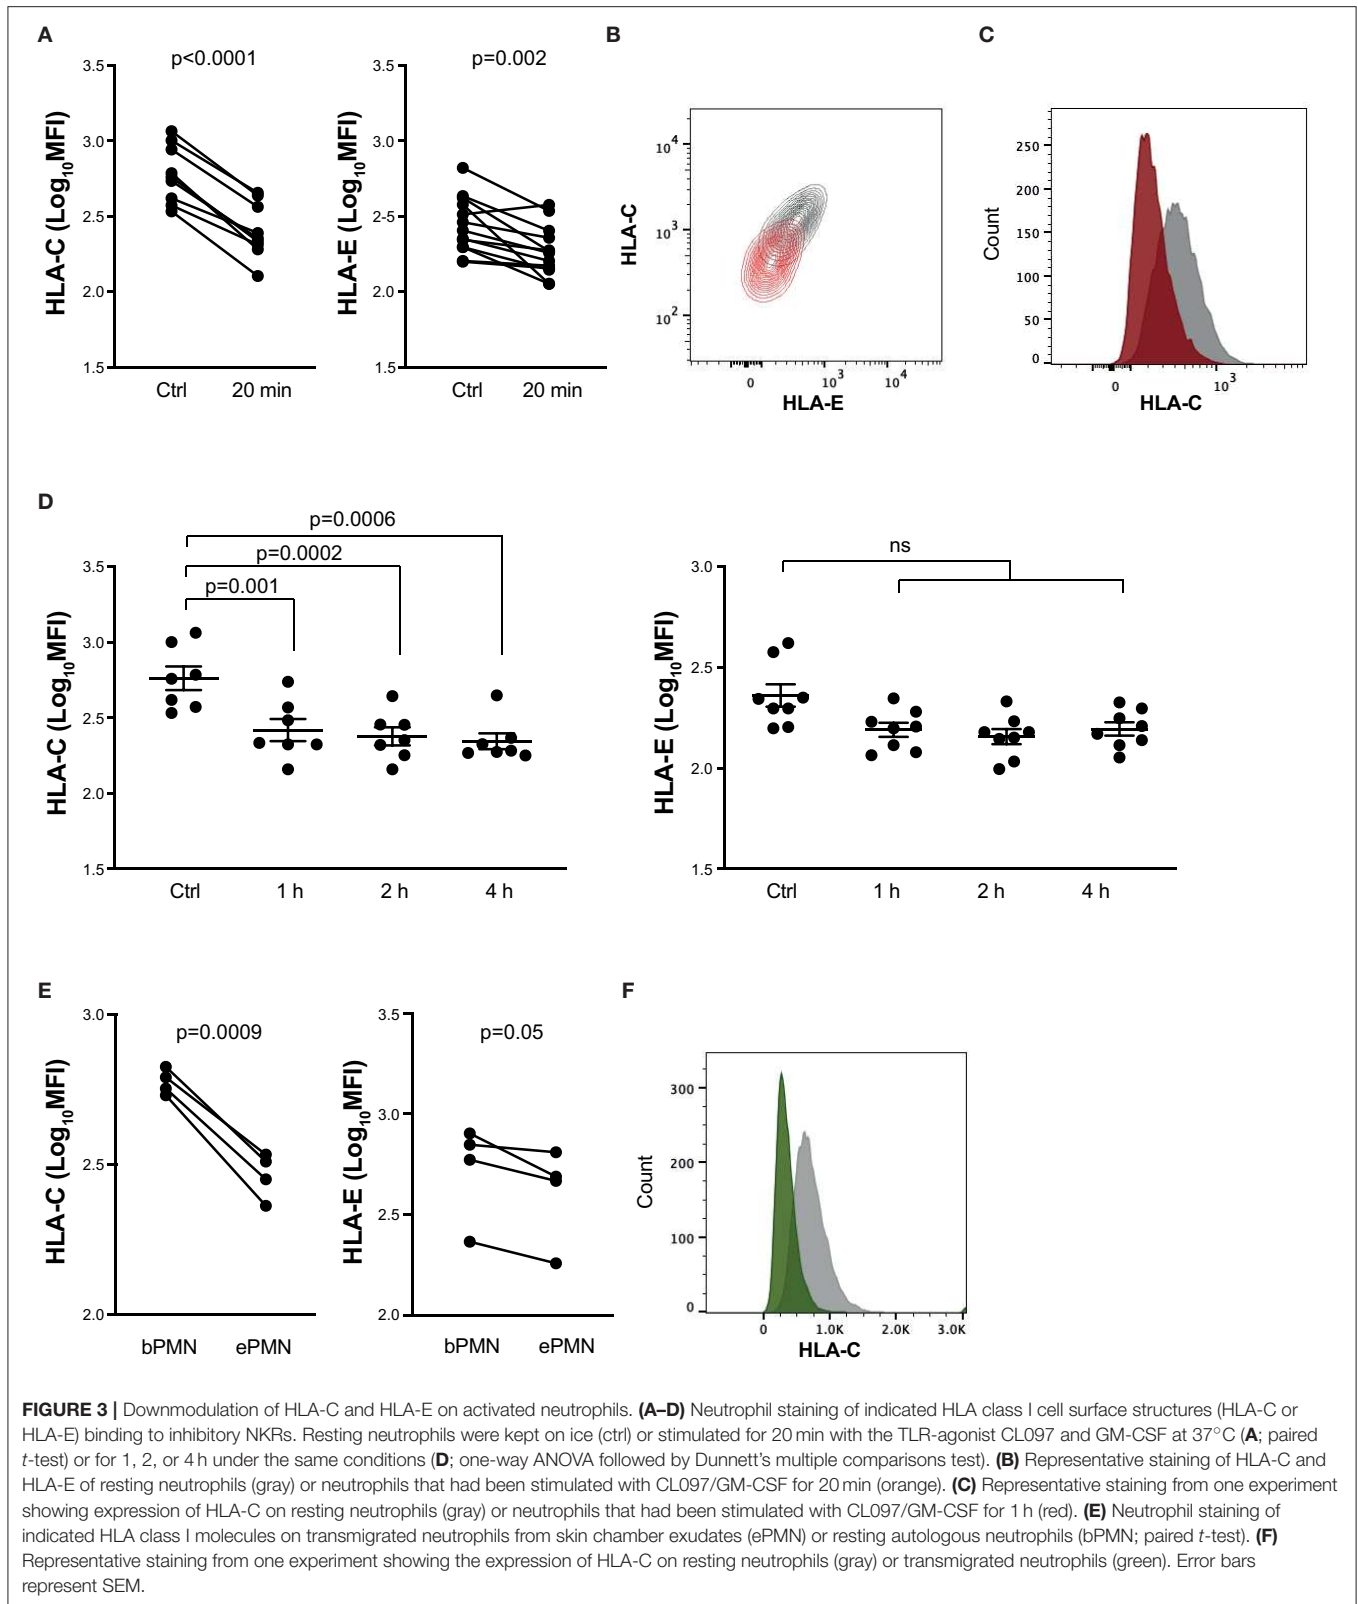 A
B
C
p<0.0001
p=0.002
HLA-C (Log10MFI)
3.5
3.0
2.5
2.0
1.5
Ctrl
20 min
HLA-E (Log10MFI)
3.5
3.0
2.5
2.0
1.5
Ctrl
20 min
HLA-C
10^4
10^3
10^2
0
10^3
10^4
HLA-E
Count
250
200
150
100
50
0
0
10^3
HLA-C
D
p=0.0006
p=0.0002
p=0.001
HLA-C (Log10MFI)
3.5
3.0
2.5
2.0
1.5
Ctrl
1 h
2 h
4 h
ns
HLA-E (Log10MFI)
3.0
2.5
2.0
1.5
Ctrl
1 h
2 h
4 h
E
F
p=0.0009
HLA-C (Log10MFI)
3.0
2.5
2.0
bPMN
ePMN
p=0.05
HLA-E (Log10MFI)
3.5
3.0
2.5
2.0
bPMN
ePMN
Count
300
200
100
0
0
1.0K
2.0K
3.0K
HLA-C
FIGURE 3 | Downmodulation of HLA-C and HLA-E on activated neutrophils. (A–D) Neutrophil staining of indicated HLA class I cell surface structures (HLA-C or
HLA-E) binding to inhibitory NKRs. Resting neutrophils were kept on ice (ctrl) or stimulated for 20 min with the TLR-agonist CL097 and GM-CSF at 37°C (A; paired
t-test) or for 1, 2, or 4 h under the same conditions (D; one-way ANOVA followed by Dunnett's multiple comparisons test). (B) Representative staining of HLA-C and
HLA-E of resting neutrophils (gray) or neutrophils that had been stimulated with CL097/GM-CSF for 20 min (orange). (C) Representative staining from one experiment
showing expression of HLA-C on resting neutrophils (gray) or neutrophils that had been stimulated with CL097/GM-CSF for 1 h (red). (E) Neutrophil staining of
indicated HLA class I molecules on transmigrated neutrophils from skin chamber exudates (ePMN) or resting autologous neutrophils (bPMN; paired t-test). (F)
Representative staining from one experiment showing the expression of HLA-C on resting neutrophils (gray) or transmigrated neutrophils (green). Error bars
represent SEM.